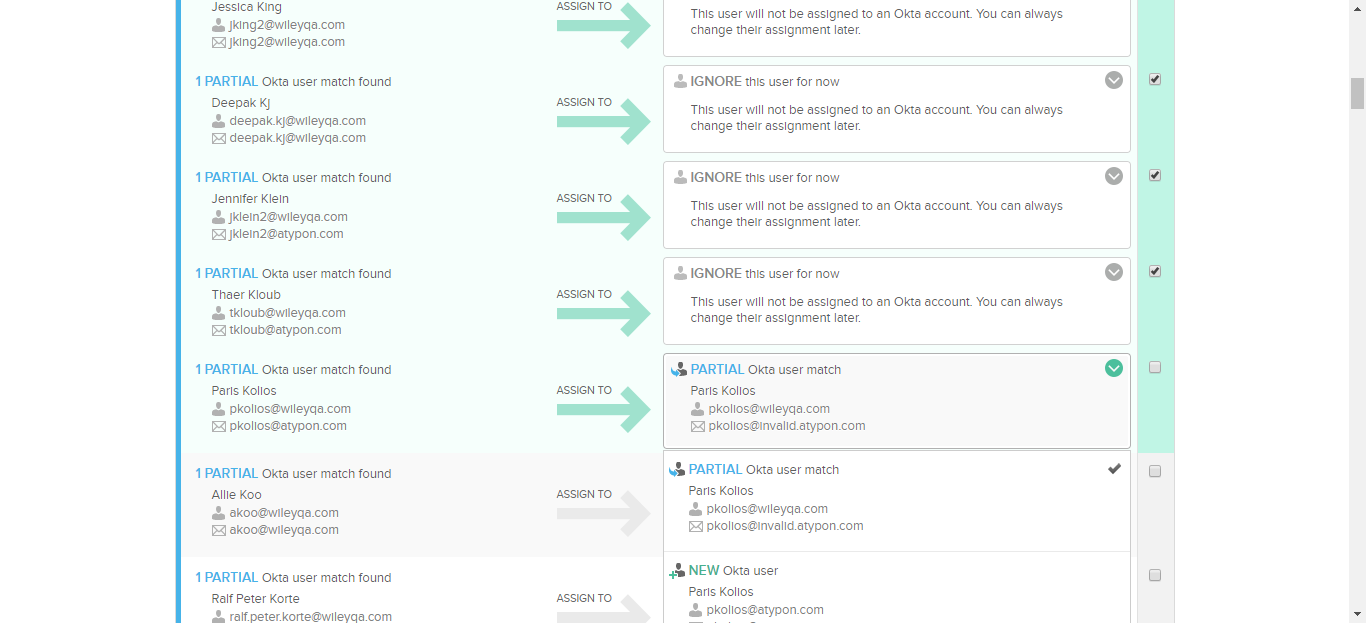 Jessica King
jking2@wileyqa.com
jking2@wileyqa.com
ASSIGN TO
This user will not be assigned to an Okta account. You can always
change their assignment later.
1 PARTIAL Okta user match found
Deepak Kj
deepak.kj@wileyqa.com
deepak.kj@wileyqa.com
ASSIGN TO
IGNORE this user for now
This user will not be assigned to an Okta account. You can always
change their assignment later.
1 PARTIAL Okta user match found
Jennifer Klein
jklein2@wileyqa.com
jklein2@atypon.com
ASSIGN TO
IGNORE this user for now
This user will not be assigned to an Okta account. You can always
change their assignment later.
1 PARTIAL Okta user match found
Thaer Kloub
tkloub@wileyqa.com
tkloub@atypon.com
ASSIGN TO
IGNORE this user for now
This user will not be assigned to an Okta account. You can always
change their assignment later.
1 PARTIAL Okta user match found
Paris Kolios
pkolios@wileyqa.com
pkolios@atypon.com
ASSIGN TO
PARTIAL Okta user match
Paris Kolios
pkolios@wileyqa.com
pkolios@invalid.atypon.com
1 PARTIAL Okta user match found
Allie Koo
akoo@wileyqa.com
akoo@wileyqa.com
ASSIGN TO
PARTIAL Okta user match
Paris Kolios
pkolios@wileyqa.com
pkolios@invalid.atypon.com
1 PARTIAL Okta user match found
Ralf Peter Korte
ralf.peter.korte@wileyqa.com
ASSIGN TO
NEW Okta user
Paris Kolios
pkolios@atypon.com